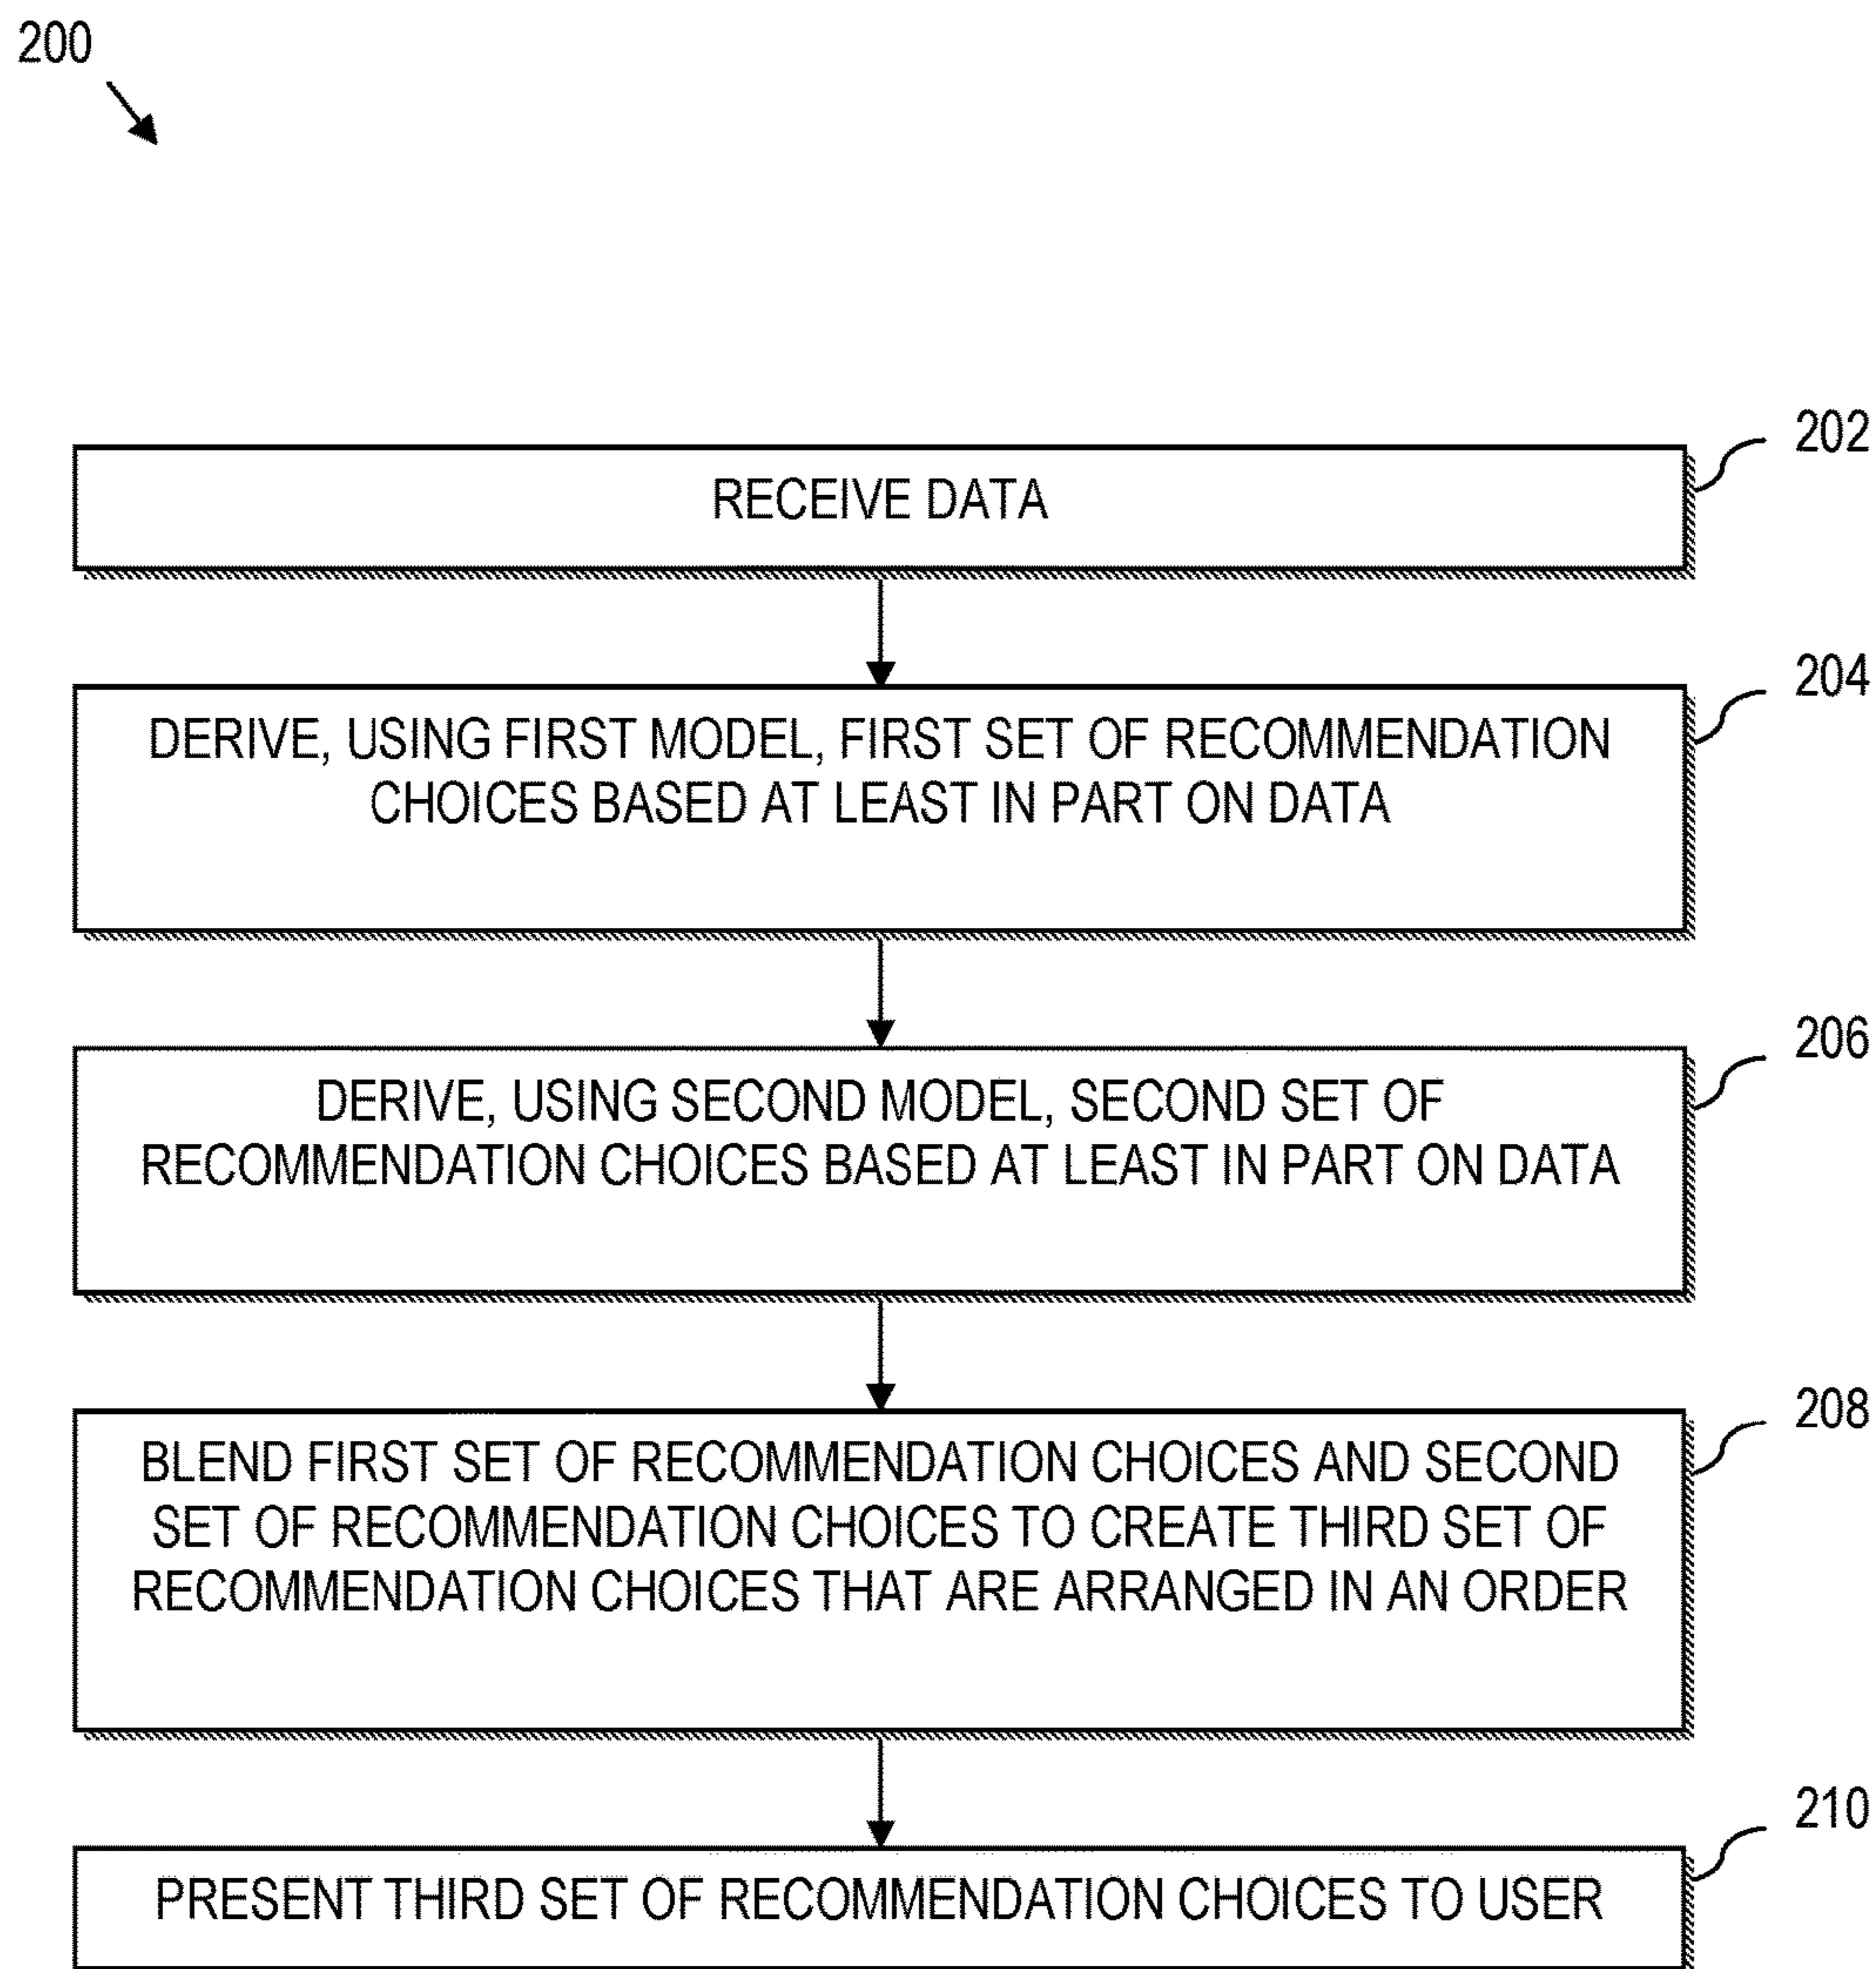 200
202
RECEIVE DATA
204
DERIVE, USING FIRST MODEL, FIRST SET OF RECOMMENDATION
CHOICES BASED AT LEAST IN PART ON DATA
206
DERIVE, USING SECOND MODEL, SECOND SET OF
RECOMMENDATION CHOICES BASED AT LEAST IN PART ON DATA
208
BLEND FIRST SET OF RECOMMENDATION CHOICES AND SECOND
SET OF RECOMMENDATION CHOICES TO CREATE THIRD SET OF
RECOMMENDATION CHOICES THAT ARE ARRANGED IN AN ORDER
210
PRESENT THIRD SET OF RECOMMENDATION CHOICES TO USER